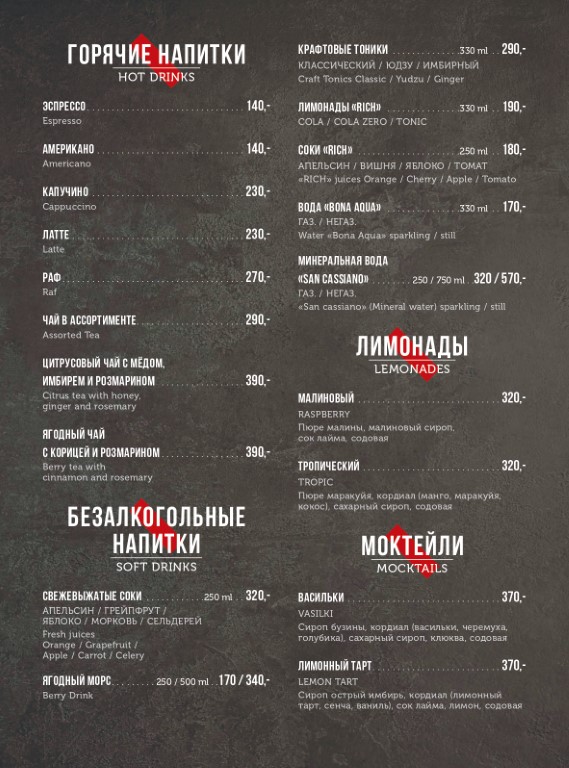 ГОРЯЧИЕ НАПИТКИ
HOT DRINKS
ЭСПРЕССО 140,-
Espresso
АМЕРИКАНО 140,-
Americano
КАПУЧИНО 230,-
Cappuccino
ЛАТТЕ 230,-
Latte
РАФ 270,-
Raf
ЧАЙ В АССОРТИМЕНТЕ 290,-
Assorted Tea
ЦИТРУСОВЫЙ ЧАЙ С МЁДОМ,
ИМБИРЕМ И РОЗМАРИНОМ 390,-
Citrus tea with honey,
ginger and rosemary
ЯГОДНЫЙ ЧАЙ
С КОРИЦЕЙ И РОЗМАРИНОМ 390,-
Berry tea with
cinnamon and rosemary
БЕЗАЛКОГОЛЬНЫЕ
НАПИТКИ
SOFT DRINKS
СВЕЖЕВЫЖАТЫЕ СОКИ 250 ml 320,-
АПЕЛЬСИН / ГРЕЙПФРУТ /
ЯБЛОКО / МОРКОВЬ / СЕЛЬДЕРЕЙ
Fresh juices
Orange / Grapefruit /
Apple / Carrot / Celery
ЯГОДНЫЙ МОРС 250 / 500 ml 170 / 340,-
Berry Drink
КРАФТОВЫЕ ТОНИКИ 330 ml 290,-
КЛАССИЧЕСКИЙ / ЮДЗУ / ИМБИРНЫЙ
Craft Tonics Classic / Yudzu / Ginger
ЛИМОНАДЫ «RICH» 330 ml 190,-
COLA / COLA ZERO / TONIC
СОКИ «RICH» 250 ml 180,-
АПЕЛЬСИН / ВИШНЯ / ЯБЛОКО / ТОМАТ
«RICH» juices Orange / Cherry / Apple / Tomato
ВОДА «BONA AQUA» 330 ml 170,-
ГАЗ. / НЕГАЗ.
Water «Bona Aqua» sparkling / still
МИНЕРАЛЬНАЯ ВОДА
«SAN CASSIANO» 250 / 750 ml 320 / 570,-
ГАЗ. / НЕГАЗ.
«San cassiano» (Mineral water) sparkling / still
ЛИМОНАДЫ
LEMONADES
МАЛИНОВЫЙ 320,-
RASPBERRY
Пюре малины, малиновый сироп,
сок лайма, содовая
ТРОПИЧЕСКИЙ 320,-
TROPIC
Пюре маракуйя, кордиал (манго, маракуйя,
кокос), сахарный сироп, содовая
МОКТЕЙЛИ
MOCKTAILS
ВАСИЛЬКИ 370,-
VASILKI
Сироп бузины, кордиал (васильки, черемуха,
голубика), сахарный сироп, клюква, содовая
ЛИМОННЫЙ ТАРТ 370,-
LEMON TART
Сироп острый имбирь, кордиал (лимонный
тарт, сенча, ваниль), сок лайма, лимон, содовая